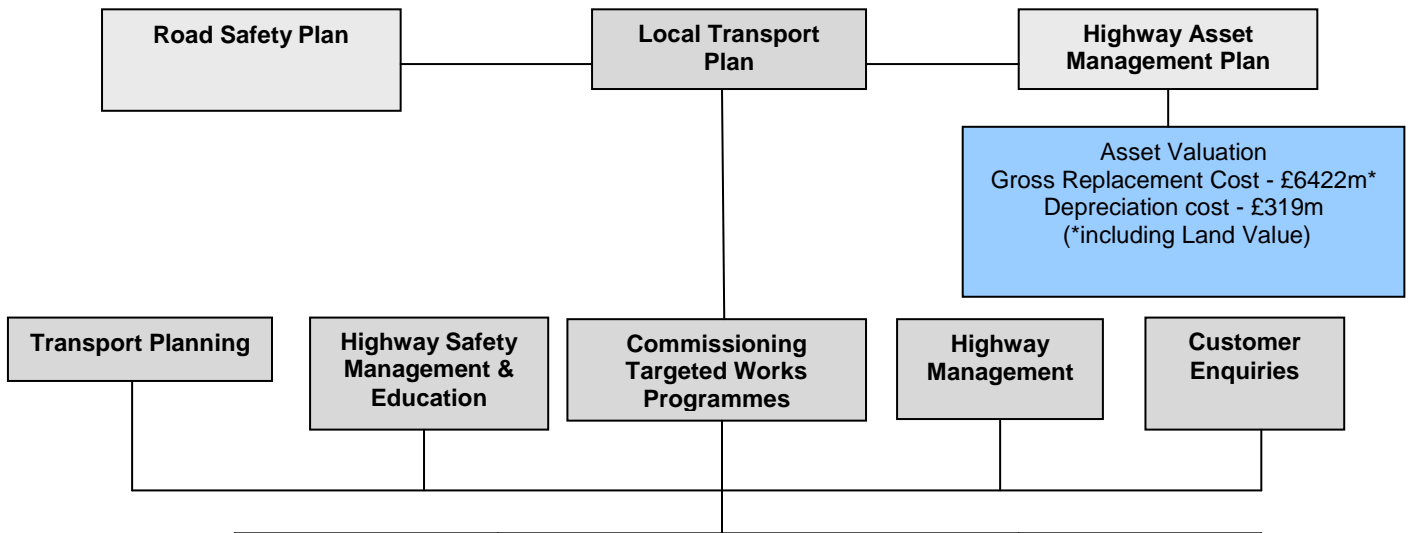 Road Safety Plan
Local Transport
Plan
Highway Asset
Management Plan
Asset Valuation
Gross Replacement Cost - £6422m*
Depreciation cost - £319m
(*including Land Value)
Transport Planning
Highway Safety
Management &
Education
Commissioning
Targeted Works
Programmes
Highway
Management
Customer
Enquiries